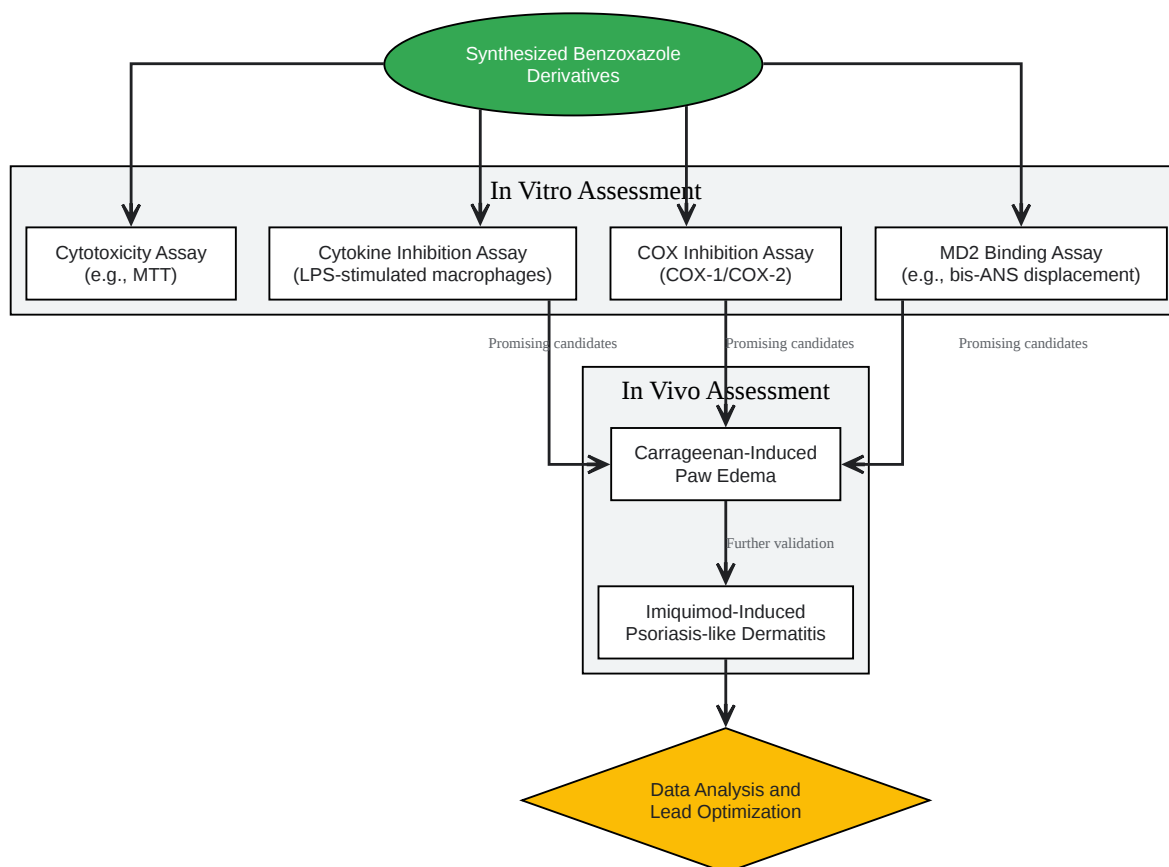 Synthesized Benzoxazole
Derivatives
In Vitro Assessment
Cytotoxicity Assay
(e.g., MTT)
Cytokine Inhibition Assay
(LPS-stimulated macrophages)
COX Inhibition Assay
(COX-1/COX-2)
MD2 Binding Assay
(e.g., bis-ANS displacement)
Promising candidates
Promising candidates
Promising candidates
In Vivo Assessment
Carrageenan-Induced
Paw Edema
Further validation
Imiquimod-Induced
Psoriasis-like Dermatitis
Data Analysis and
Lead Optimization